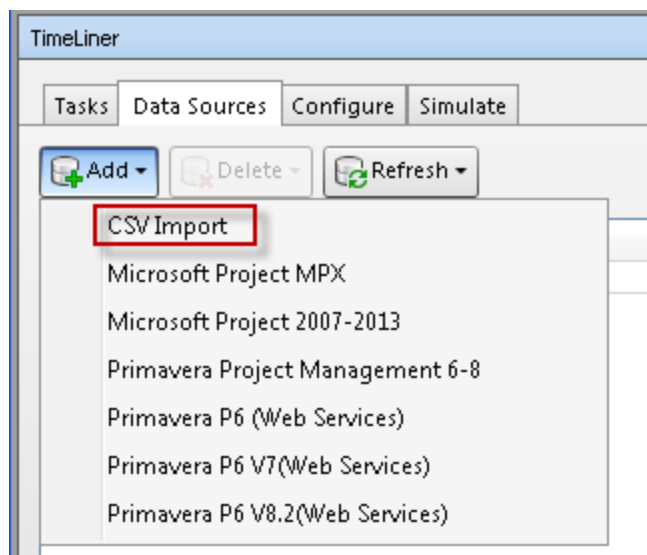 TimeLiner
Tasks Data Sources Configure Simulate
Add Delete Refresh
CSV Import
Microsoft Project MPX
Microsoft Project 2007-2013
Primavera Project Management 6-8
Primavera P6 (Web Services)
Primavera P6 V7(Web Services)
Primavera P6 V8.2(Web Services)